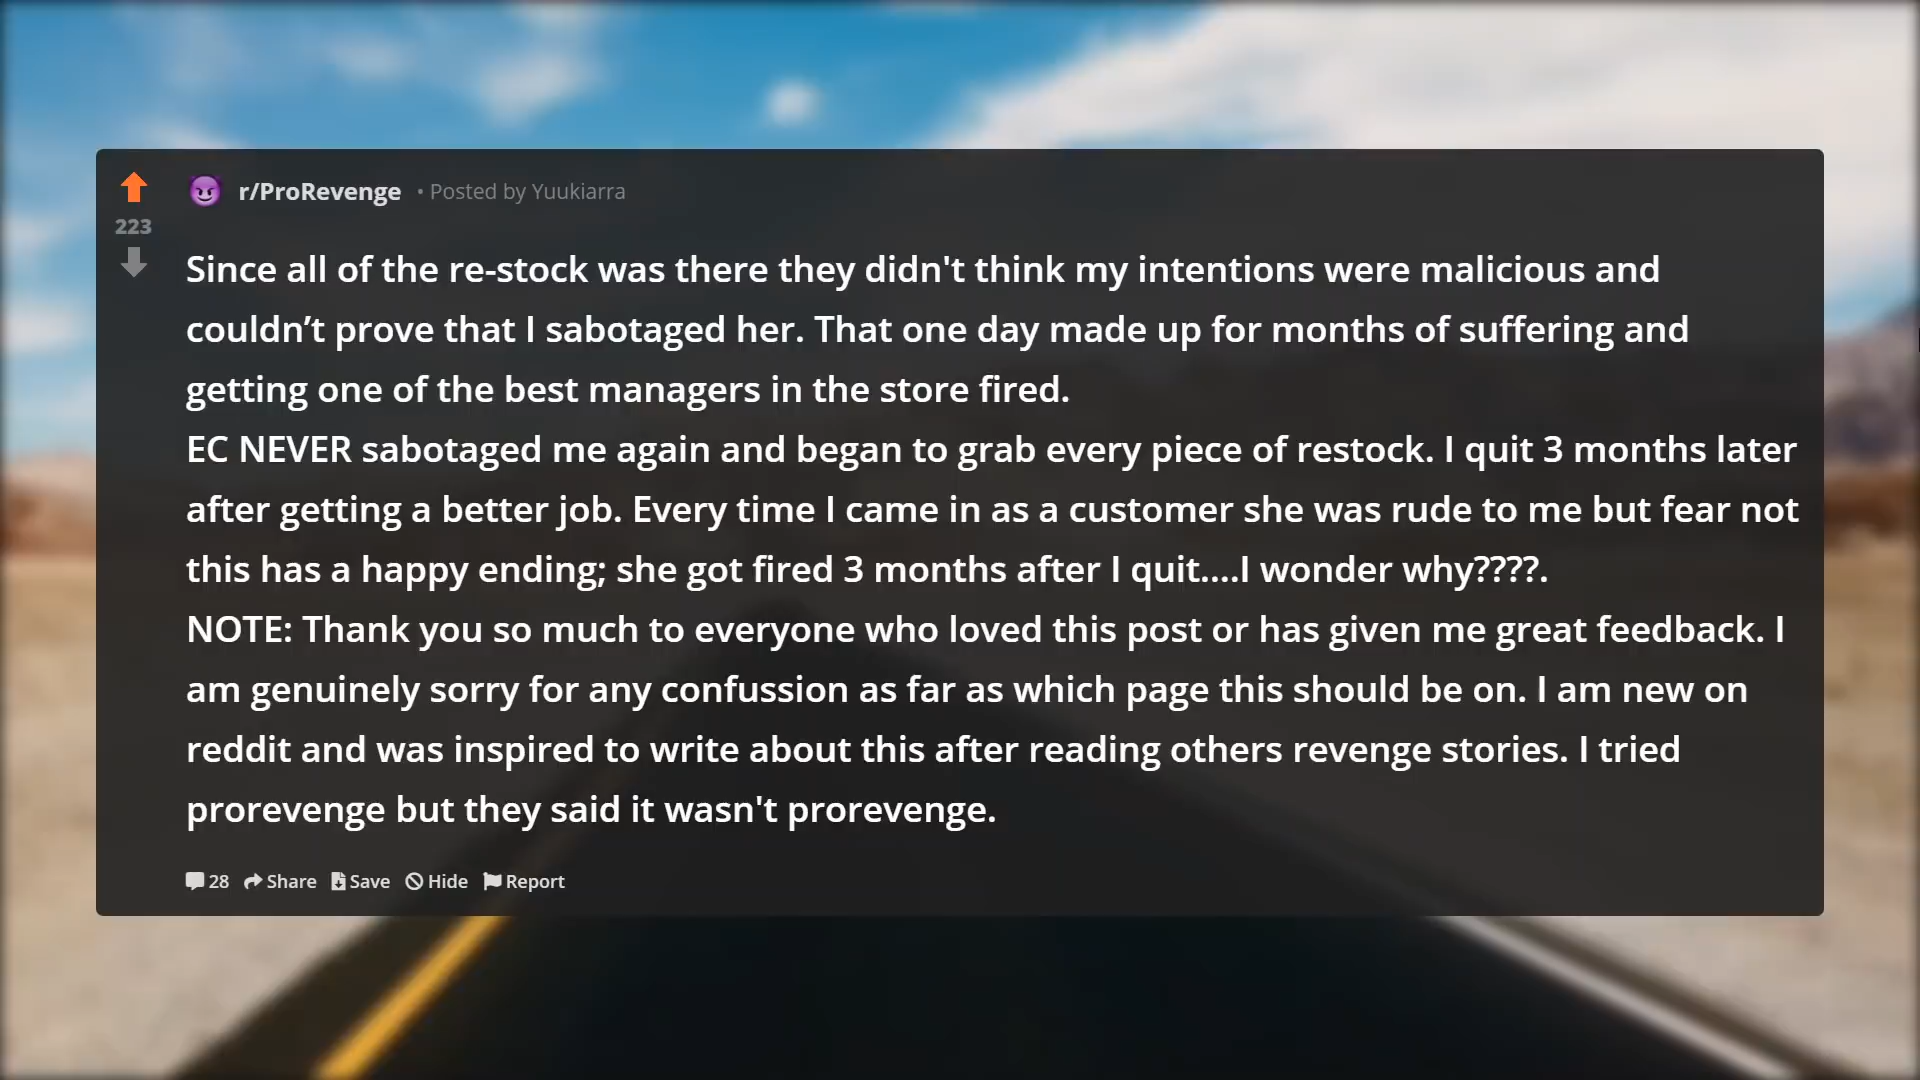 r/ProRevenge • Posted by Yuukiarra
223
Since all of the re-stock was there they didn't think my intentions were malicious and
couldn’t prove that I sabotaged her. That one day made up for months of suffering and
getting one of the best managers in the store fired.
EC NEVER sabotaged me again and began to grab every piece of restock. I quit 3 months later
after getting a better job. Every time I came in as a customer she was rude to me but fear not
this has a happy ending; she got fired 3 months after I quit....I wonder why????.
NOTE: Thank you so much to everyone who loved this post or has given me great feedback. I
am genuinely sorry for any confussion as far as which page this should be on. I am new on
reddit and was inspired to write about this after reading others revenge stories. I tried
prorevenge but they said it wasn't prorevenge.
28 Share Save Hide Report